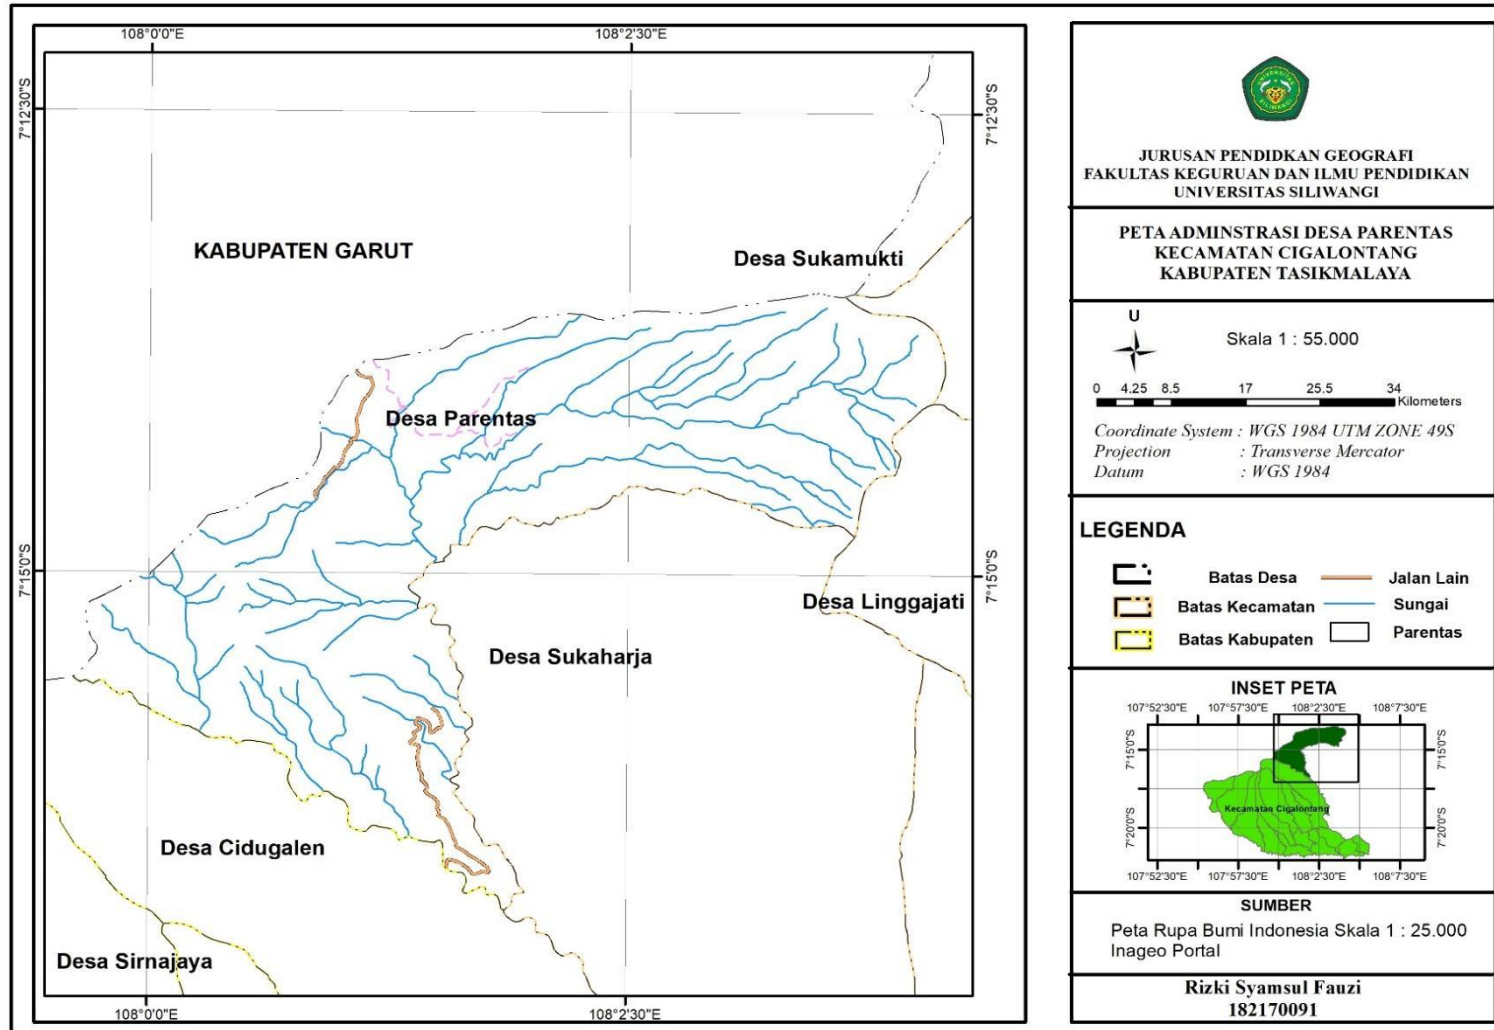 108°0'0"E
108°2'30"E
7°12'30"S
7°12'30"S
KABUPATEN GARUT
Desa Sukamukti
Desa Parentas
7°15'0"S
7°15'0"S
Desa Linggajati
Desa Sukaharja
Desa Cidugalen
Desa Sirnajaya
108°0'0"E
108°2'30"E
UNIVERSITAS
SILIWANGI
JURUSAN PENDIDKAN GEOGRAFI
FAKULTAS KEGURUAN DAN ILMU PENDIDIKAN
UNIVERSITAS SILIWANGI
PETA ADMINSTRASI DESA PARENTAS
KECAMATAN CIGALONTANG
KABUPATEN TASIKMALAYA
U
Skala 1 : 55.000
0 4.25 8.5 17 25.5 34
Kilometers
Coordinate System : WGS 1984 UTM ZONE 49S
Projection : Transverse Mercator
Datum : WGS 1984
LEGENDA
Batas Desa Jalan Lain
Batas Kecamatan Sungai
Batas Kabupaten Parentas
INSET PETA
107°52'30"E 107°57'30"E 108°2'30"E 108°7'30"E
7°15'0"S
7°15'0"S
Kecamatan Cigalontang
7°20'0"S
7°20'0"S
107°52'30"E 107°57'30"E 108°2'30"E 108°7'30"E
SUMBER
Peta Rupa Bumi Indonesia Skala 1 : 25.000
Inageo Portal
Rizki Syamsul Fauzi
182170091